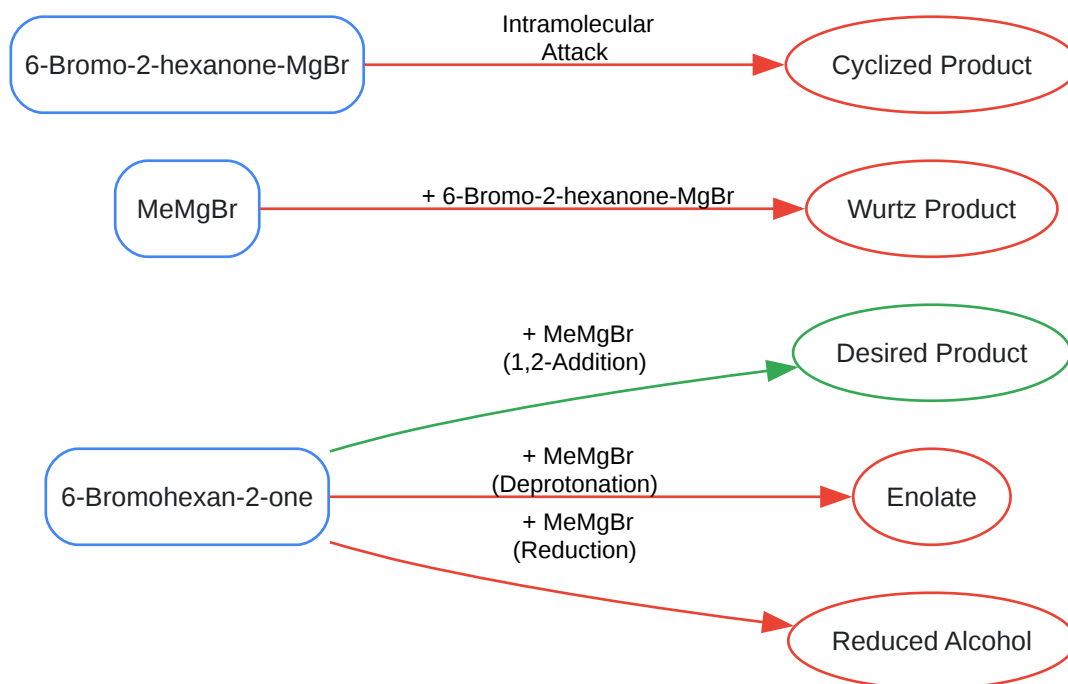 Intramolecular
Attack
6-Bromo-2-hexanone-MgBr
Cyclized Product
MeMgBr
+ 6-Bromo-2-hexanone-MgBr
Wurtz Product
+ MeMgBr
(1,2-Addition)
Desired Product
6-Bromohexan-2-one
+ MeMgBr
(Deprotonation)
Enolate
+ MeMgBr
(Reduction)
Reduced Alcohol